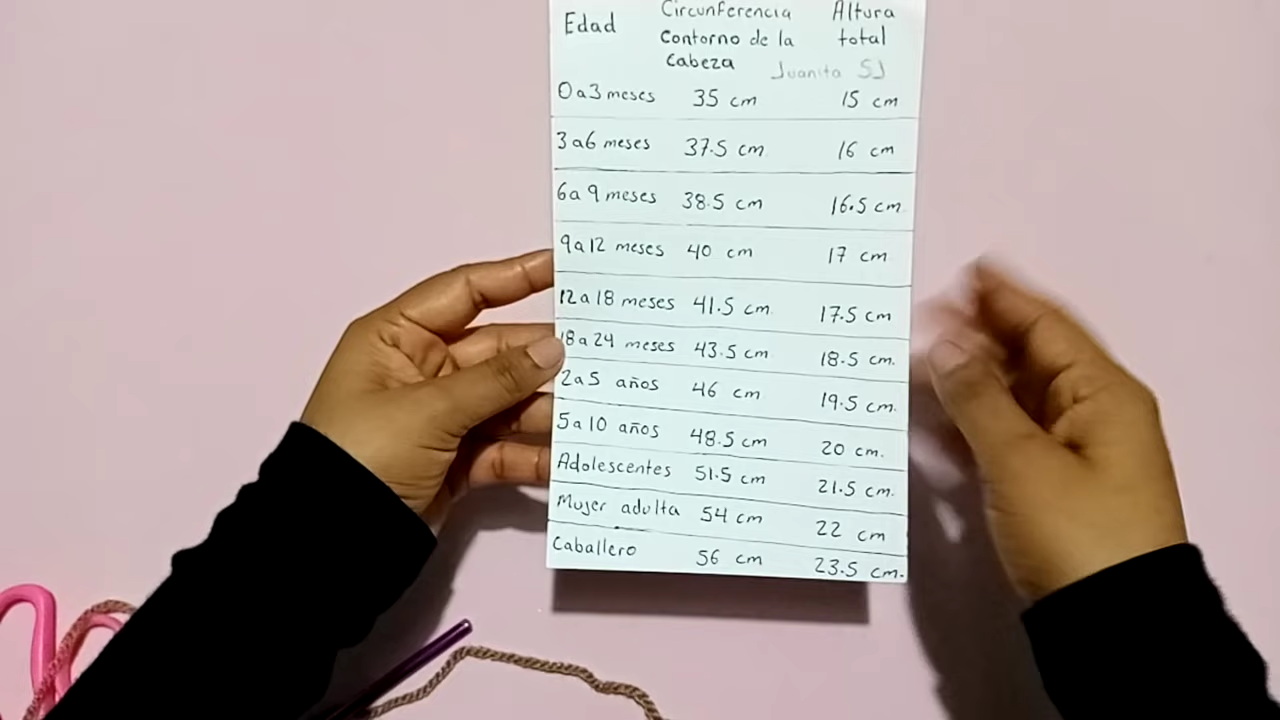 Edad Circunferencia Contorno de la Cabeza Altura total
Juanita SJ
0 a 3 meses 35 cm 15 cm
3 a 6 meses 37.5 cm 16 cm
6 a 9 meses 38.5 cm 16.5 cm
9 a 12 meses 40 cm 17 cm
12 a 18 meses 41.5 cm 17.5 cm
18 a 24 meses 43.5 cm 18.5 cm.
2 a 5 años 46 cm 19.5 cm.
5 a 10 años 48.5 cm 20 cm.
Adolescentes 51.5 cm 21.5 cm.
Mujer adulta 54 cm 22 cm
Caballero 56 cm 23.5 cm.